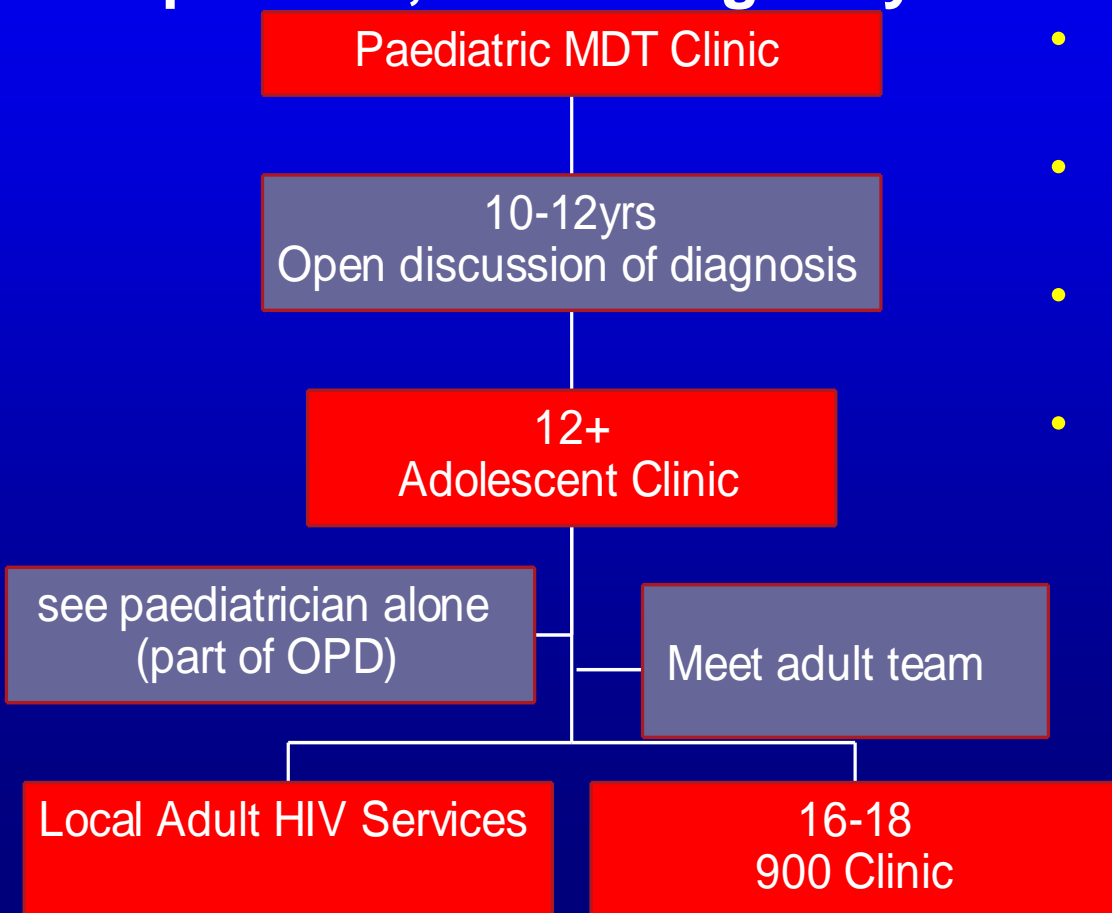 Paediatric MDT Clinic
10-12yrs
Open discussion of diagnosis
12+
Adolescent Clinic
see paediatrician alone
(part of OPD)
Meet adult team
Local Adult HIV Services
16-18
900 Clinic